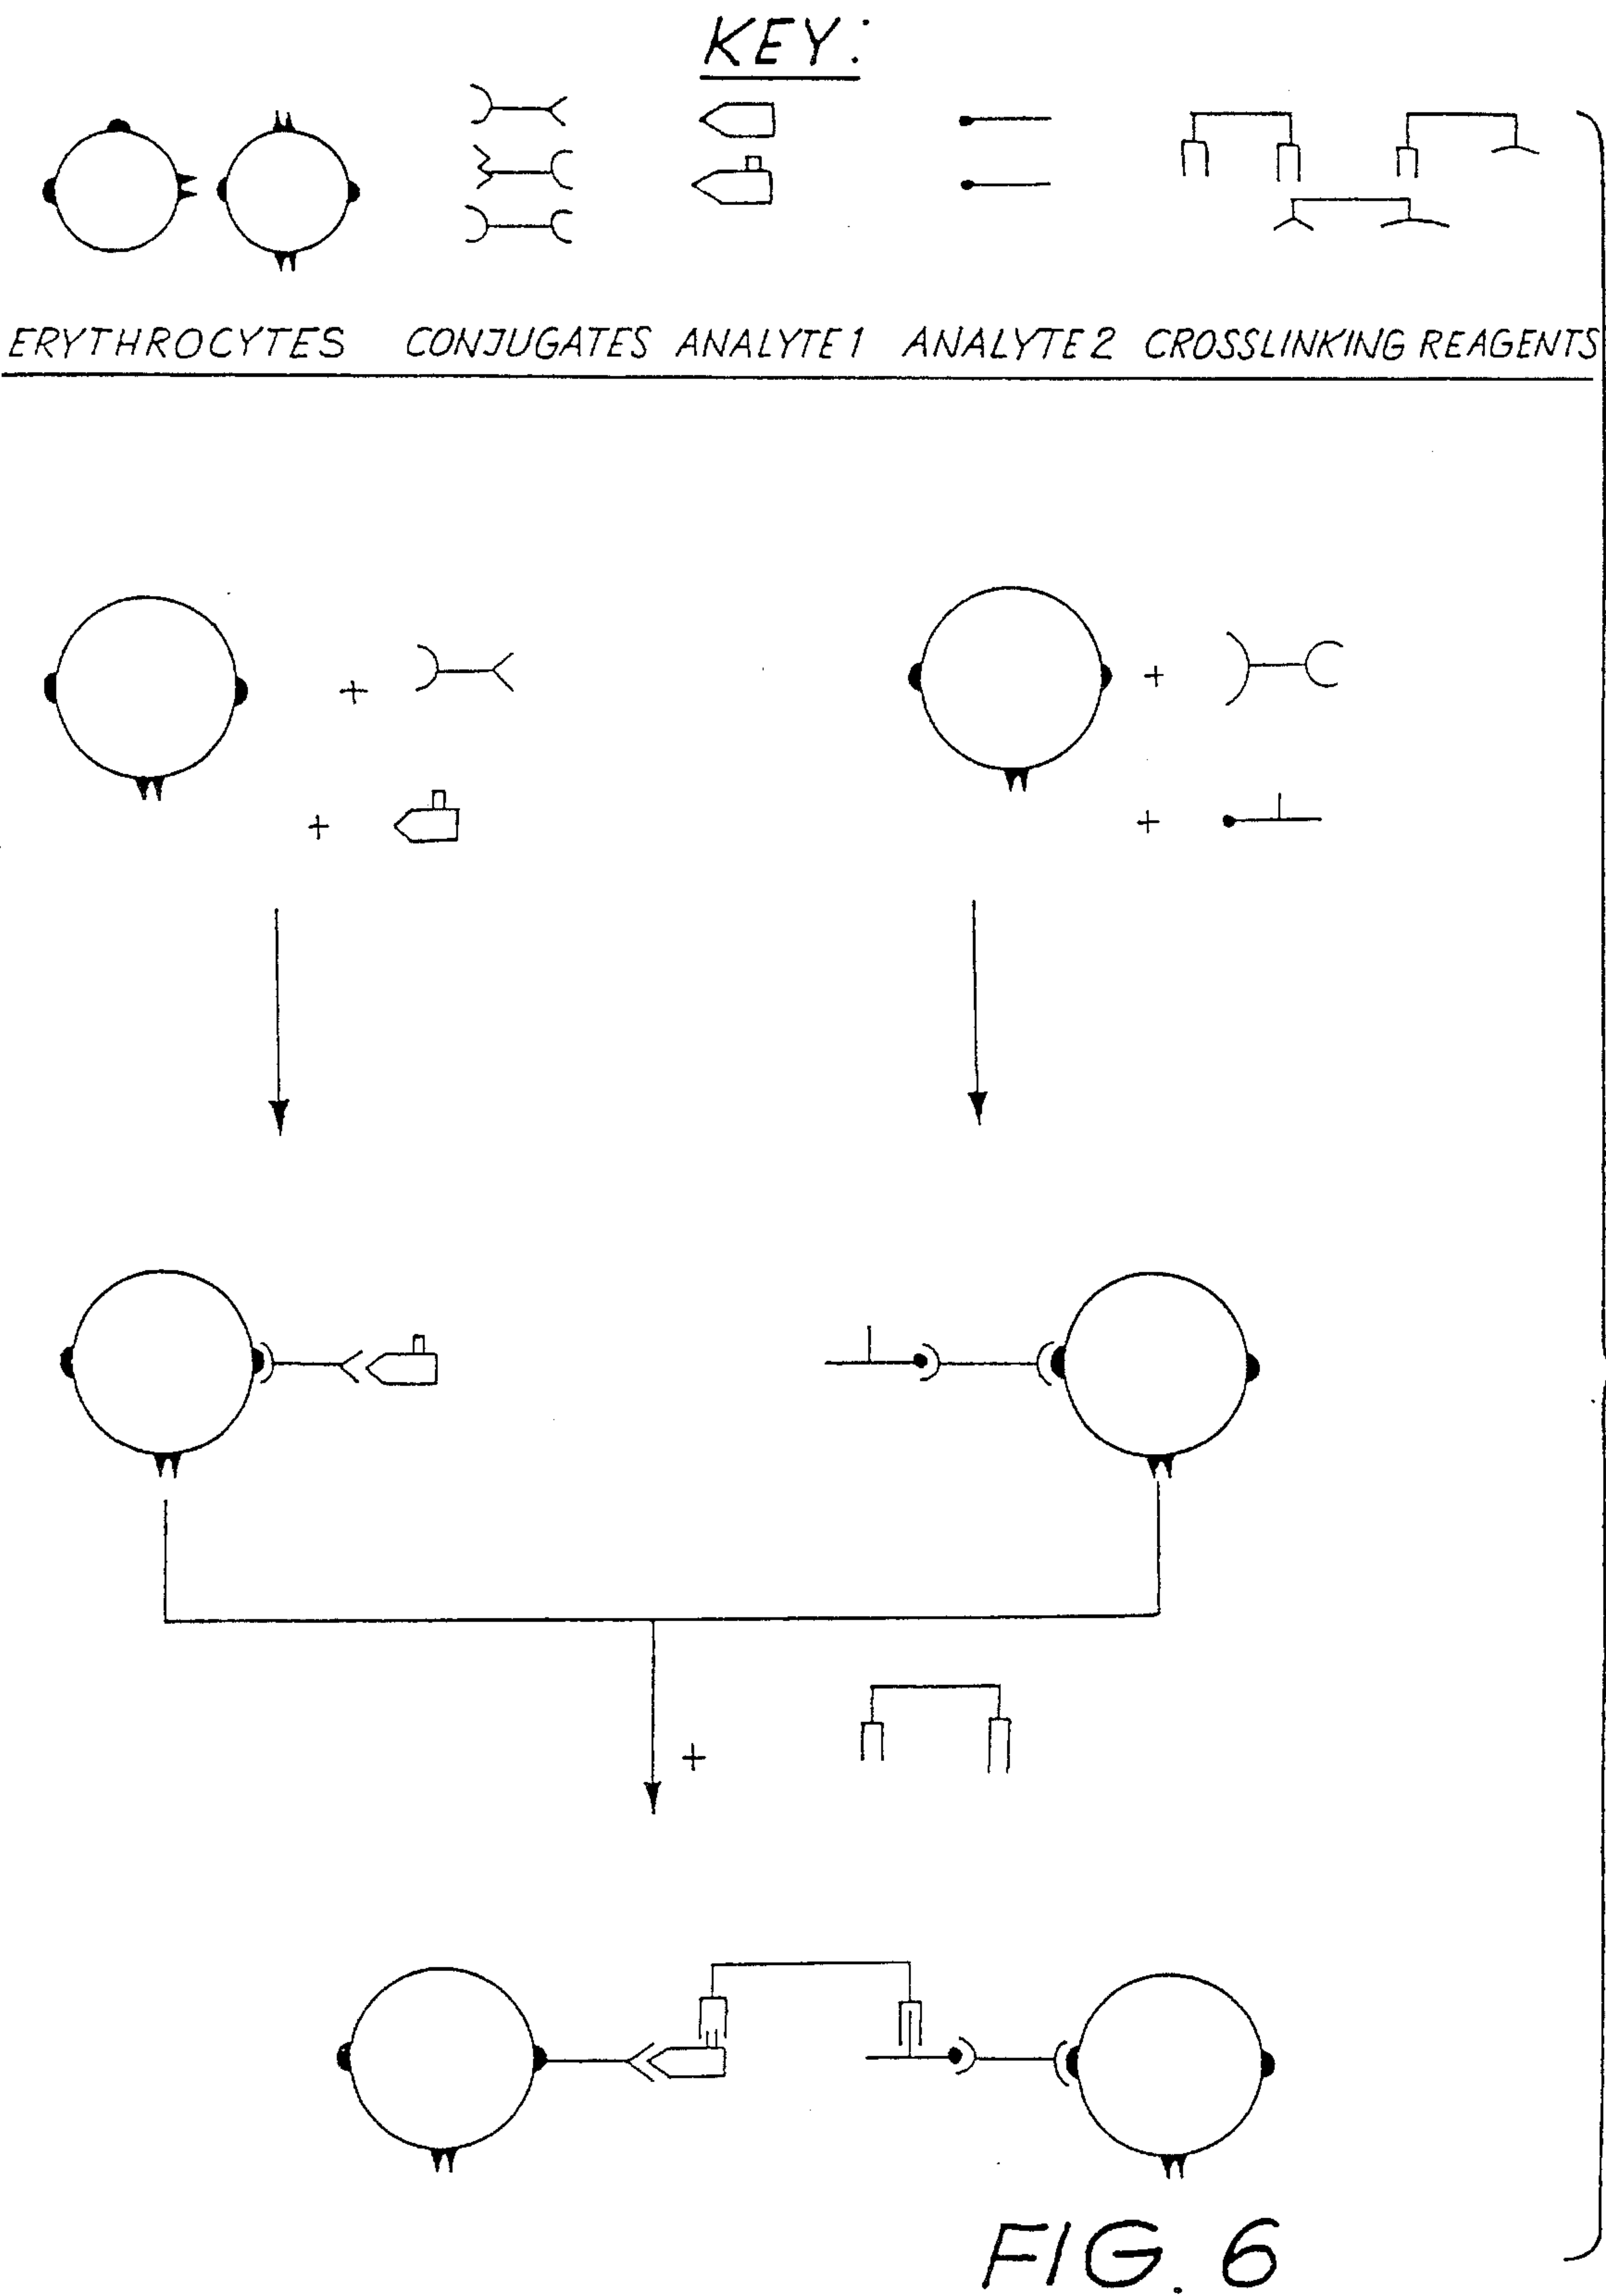 KEY:
ERYTHROCYTES CONJUGATES ANALYTE 1 ANALYTE 2 CROSSLINKING REAGENTS
+ +
+ +
+
FIG. 6